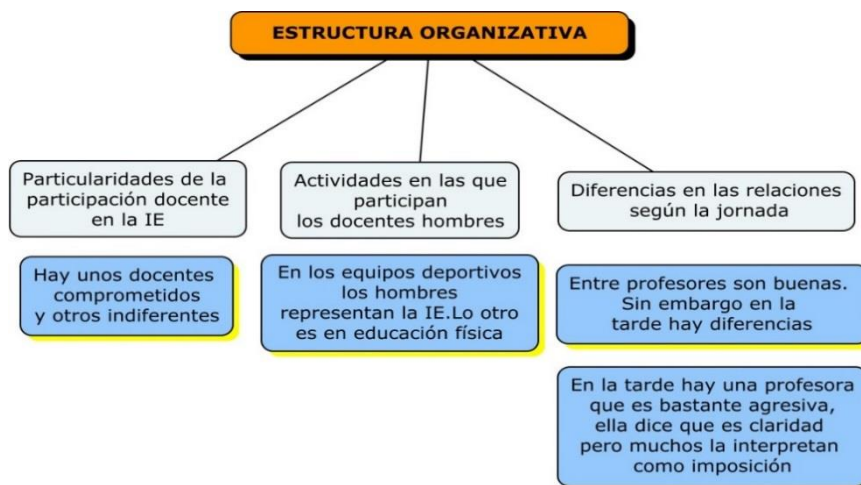 ESTRUCTURA ORGANIZATIVA
Particularidades de la
participación docente
en la IE
Hay unos docentes
comprometidos
y otros indiferentes
Actividades en las que
participan
los docentes hombres
En los equipos deportivos
los hombres
representan la IE.Lo otro
es en educación física
Diferencias en las relaciones
según la jornada
Entre profesores son buenas.
Sin embargo en la
tarde hay diferencias
En la tarde hay una profesora
que es bastante agresiva,
ella dice que es claridad
pero muchos la interpretan
como imposición